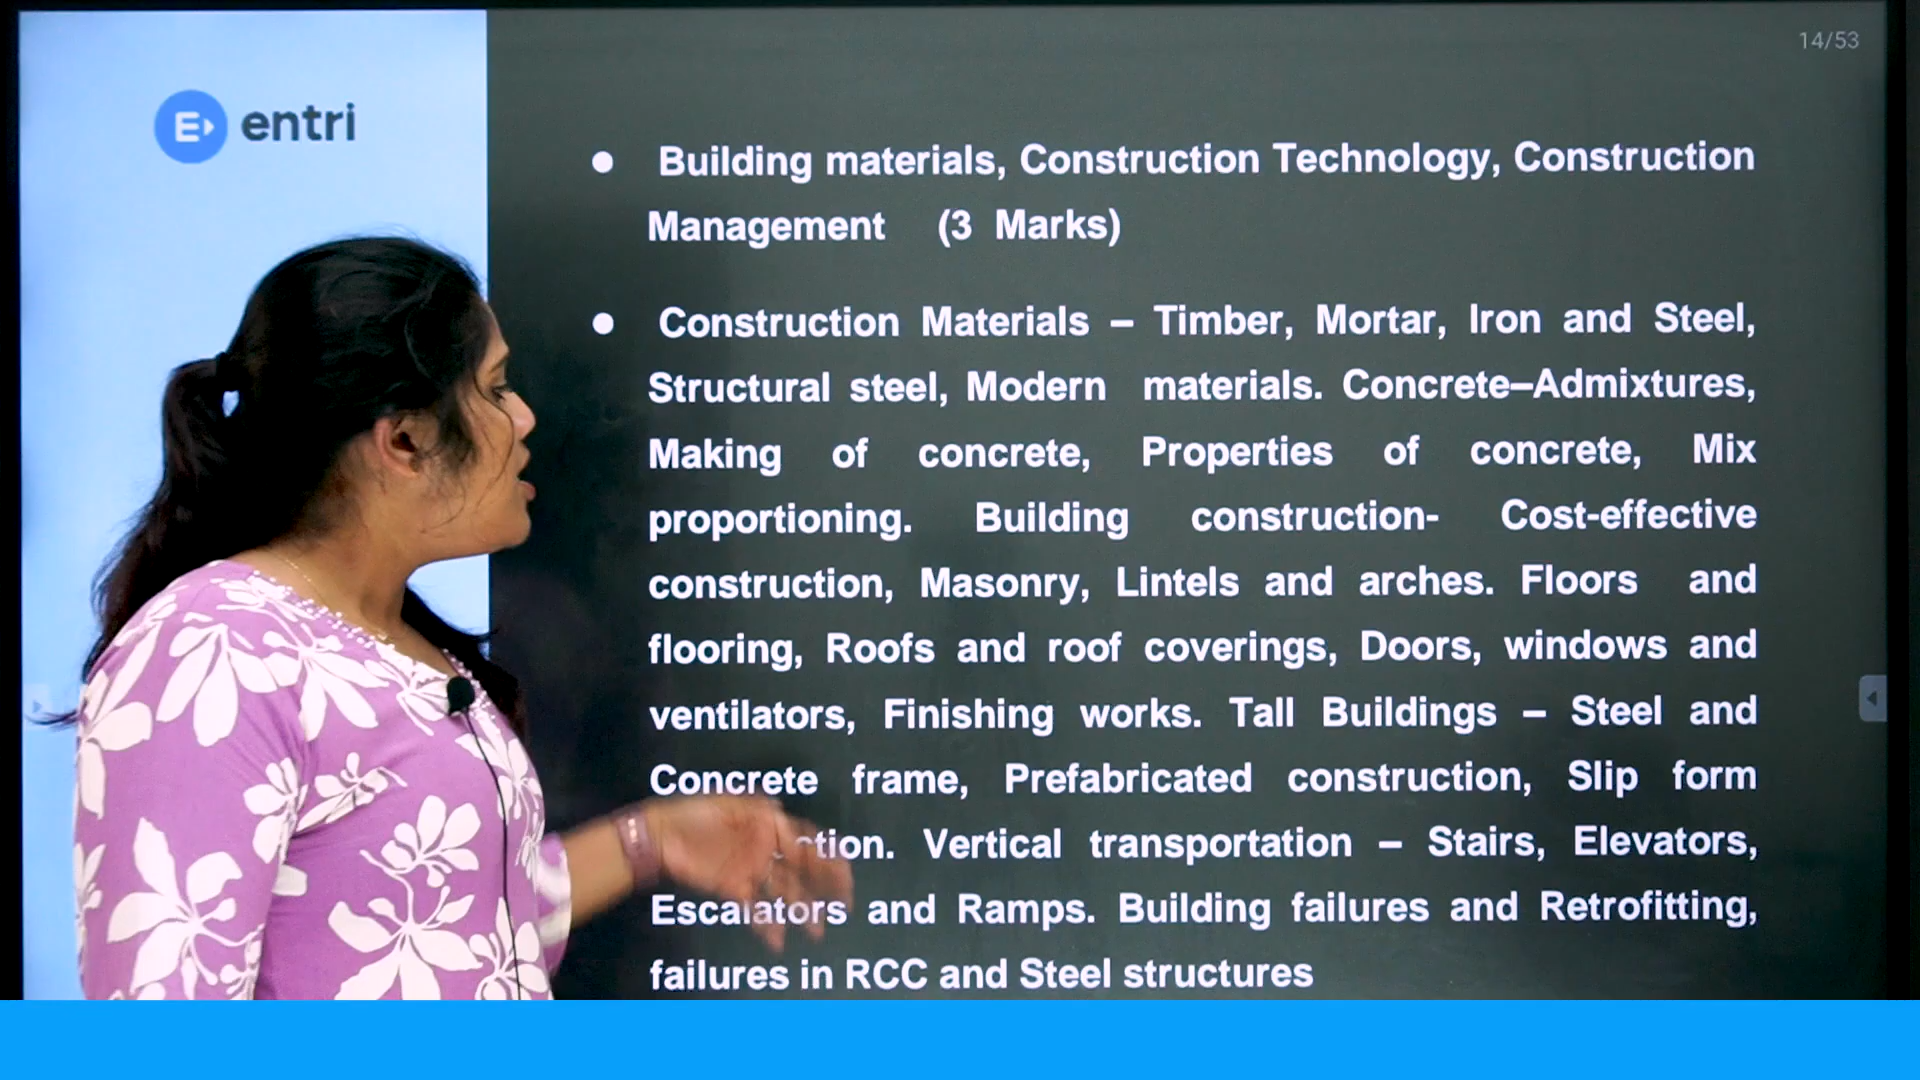 14/53
E entri
● Building materials, Construction Technology, Construction
Management (3 Marks)
● Construction Materials – Timber, Mortar, Iron and Steel,
Structural steel, Modern materials. Concrete–Admixtures,
Making of concrete, Properties of concrete, Mix
proportioning. Building construction- Cost-effective
construction, Masonry, Lintels and arches. Floors and
flooring, Roofs and roof coverings, Doors, windows and
ventilators, Finishing works. Tall Buildings – Steel and
Concrete frame, Prefabricated construction, Slip form
Vertical transportation – Stairs, Elevators,
Escalators and Ramps. Building failures and Retrofitting,
failures in RCC and Steel structures